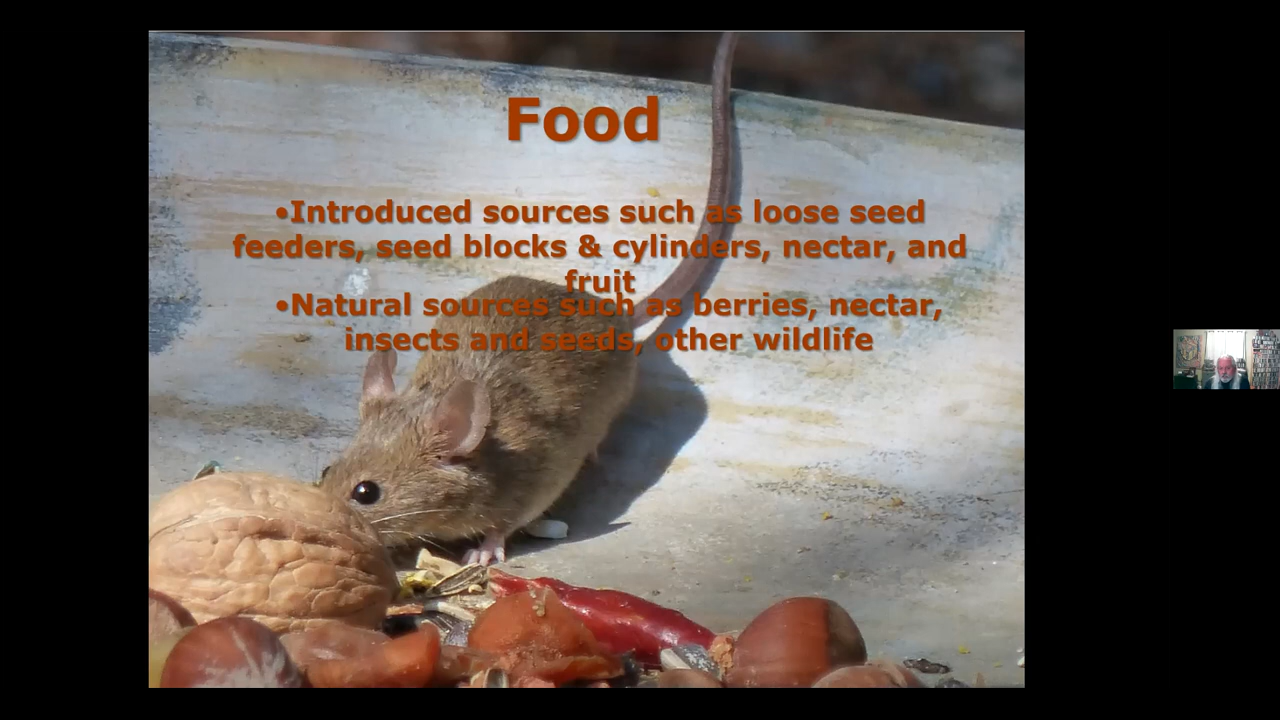 Food
•Introduced sources such as loose seed
feeders, seed blocks & cylinders, nectar, and
fruit
•Natural sources such as berries, nectar,
insects and seeds, other wildlife